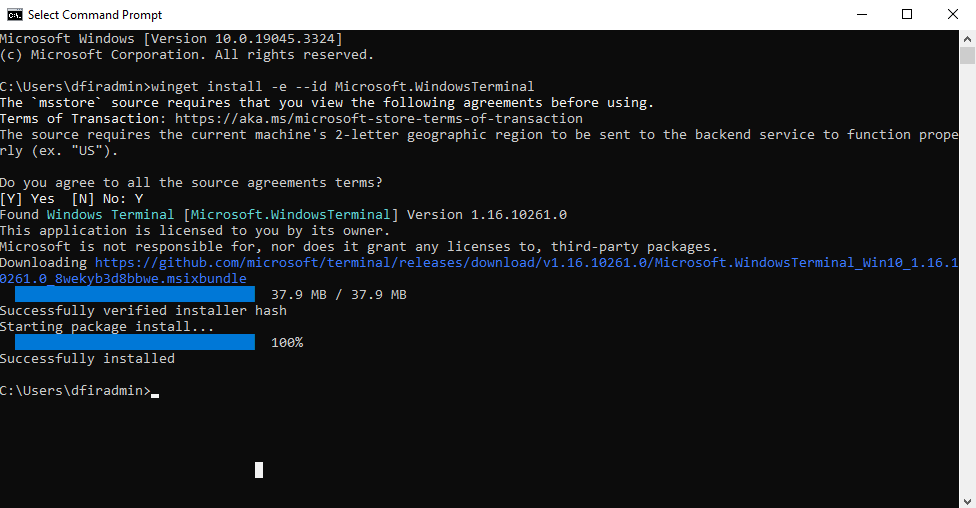 Select Command Prompt
Microsoft Windows [Version 10.0.19045.3324]
(c) Microsoft Corporation. All rights reserved.
C:\Users\dfiradmin>winget install -e --id Microsoft.WindowsTerminal
The `msstore` source requires that you view the following agreements before using.
Terms of Transaction: https://aka.ms/microsoft-store-terms-of-transaction
The source requires the current machine's 2-letter geographic region to be sent to the backend service to function prope
rly (ex. "US").
Do you agree to all the source agreements terms?
[Y] Yes  [N] No: Y
Found Windows Terminal [Microsoft.WindowsTerminal] Version 1.16.10261.0
This application is licensed to you by its owner.
Microsoft is not responsible for, nor does it grant any licenses to, third-party packages.
Downloading https://github.com/microsoft/terminal/releases/download/v1.16.10261.0/Microsoft.WindowsTerminal_Win10_1.16.1
0261.0_8wekyb3d8bbwe.msixbundle
37.9 MB / 37.9 MB
Successfully verified installer hash
Starting package install...
100%
Successfully installed
C:\Users\dfiradmin>